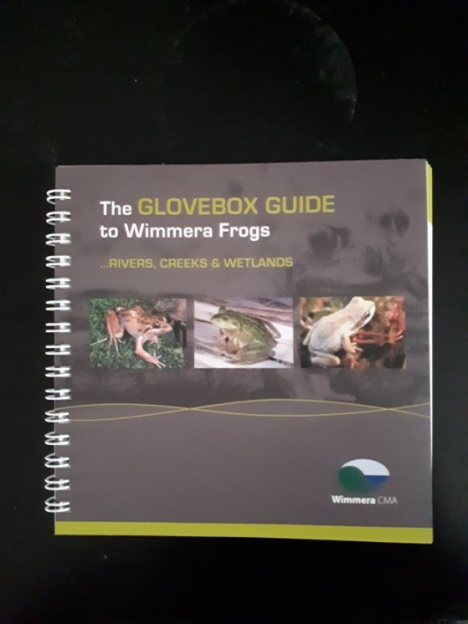 The GLOVEBOX GUIDE
to Wimmera Frogs
...RIVERS, CREEKS & WETLANDS
Wimmera CMA